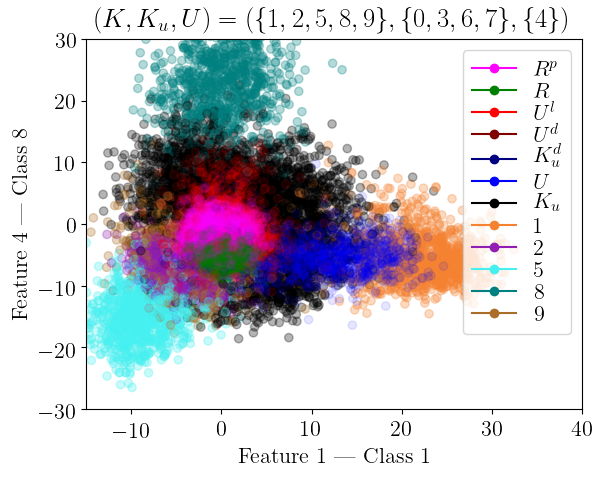 (K, K_u, U) = ({1, 2, 5, 8, 9}, {0, 3, 6, 7}, {4})
30
20
10
0
−10
−20
−30
Feature 4 — Class 8
R^p
R
U^l
U^d
K_u^d
U
K_u
1
2
5
8
9
−10
0
10
20
30
40
Feature 1 — Class 1